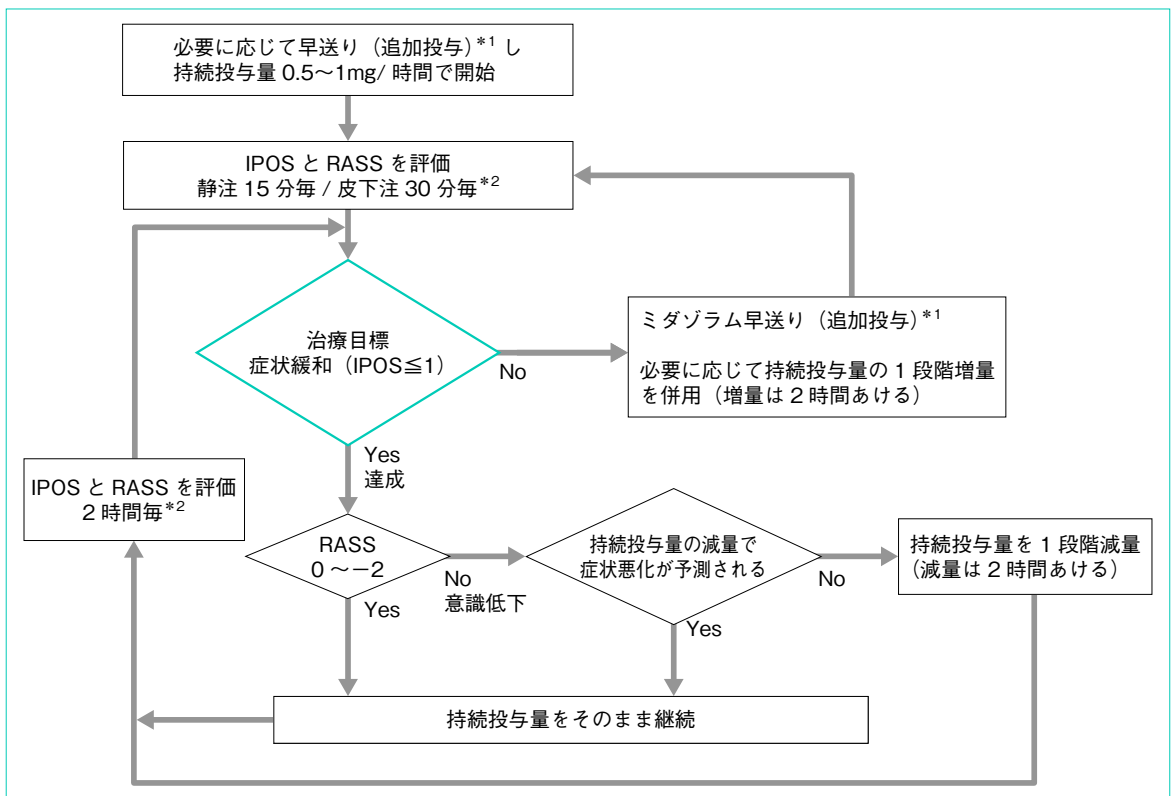 必要に応じて早送り（追加投与）*1 し
持続投与量 0.5～1mg/ 時間で開始
IPOS と RASS を評価
静注 15 分毎 / 皮下注 30 分毎*2
治療目標
症状緩和（IPOS≦1）
No
ミダゾラム早送り（追加投与）*1
必要に応じて持続投与量の 1 段階増量
を併用（増量は 2 時間あける）
Yes
達成
IPOS と RASS を評価
2 時間毎*2
RASS
0 ～－2
No
意識低下
Yes
持続投与量の減量で
症状悪化が予測される
No
Yes
持続投与量を 1 段階減量
（減量は 2 時間あける）
持続投与量をそのまま継続